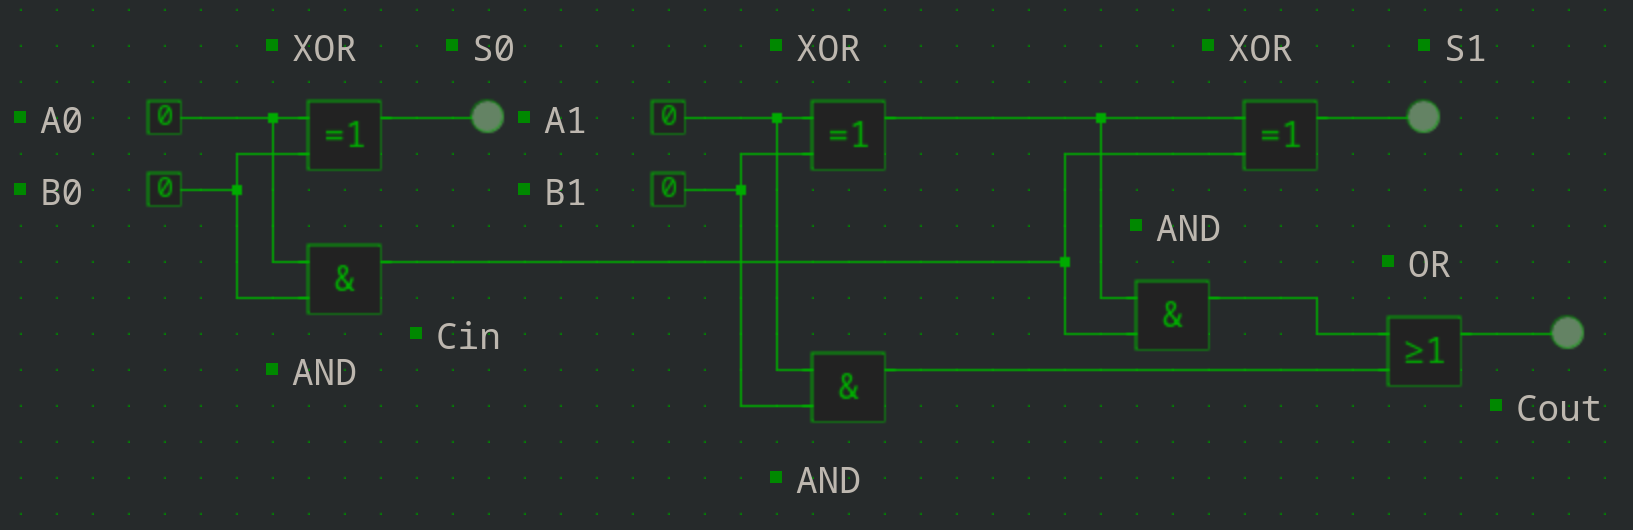 XOR S0 XOR XOR S1
A0 0 =1 A1 0 =1 =1
B0 0 B1 0
AND
& OR
Cin & ≥1
AND &
Cout
AND